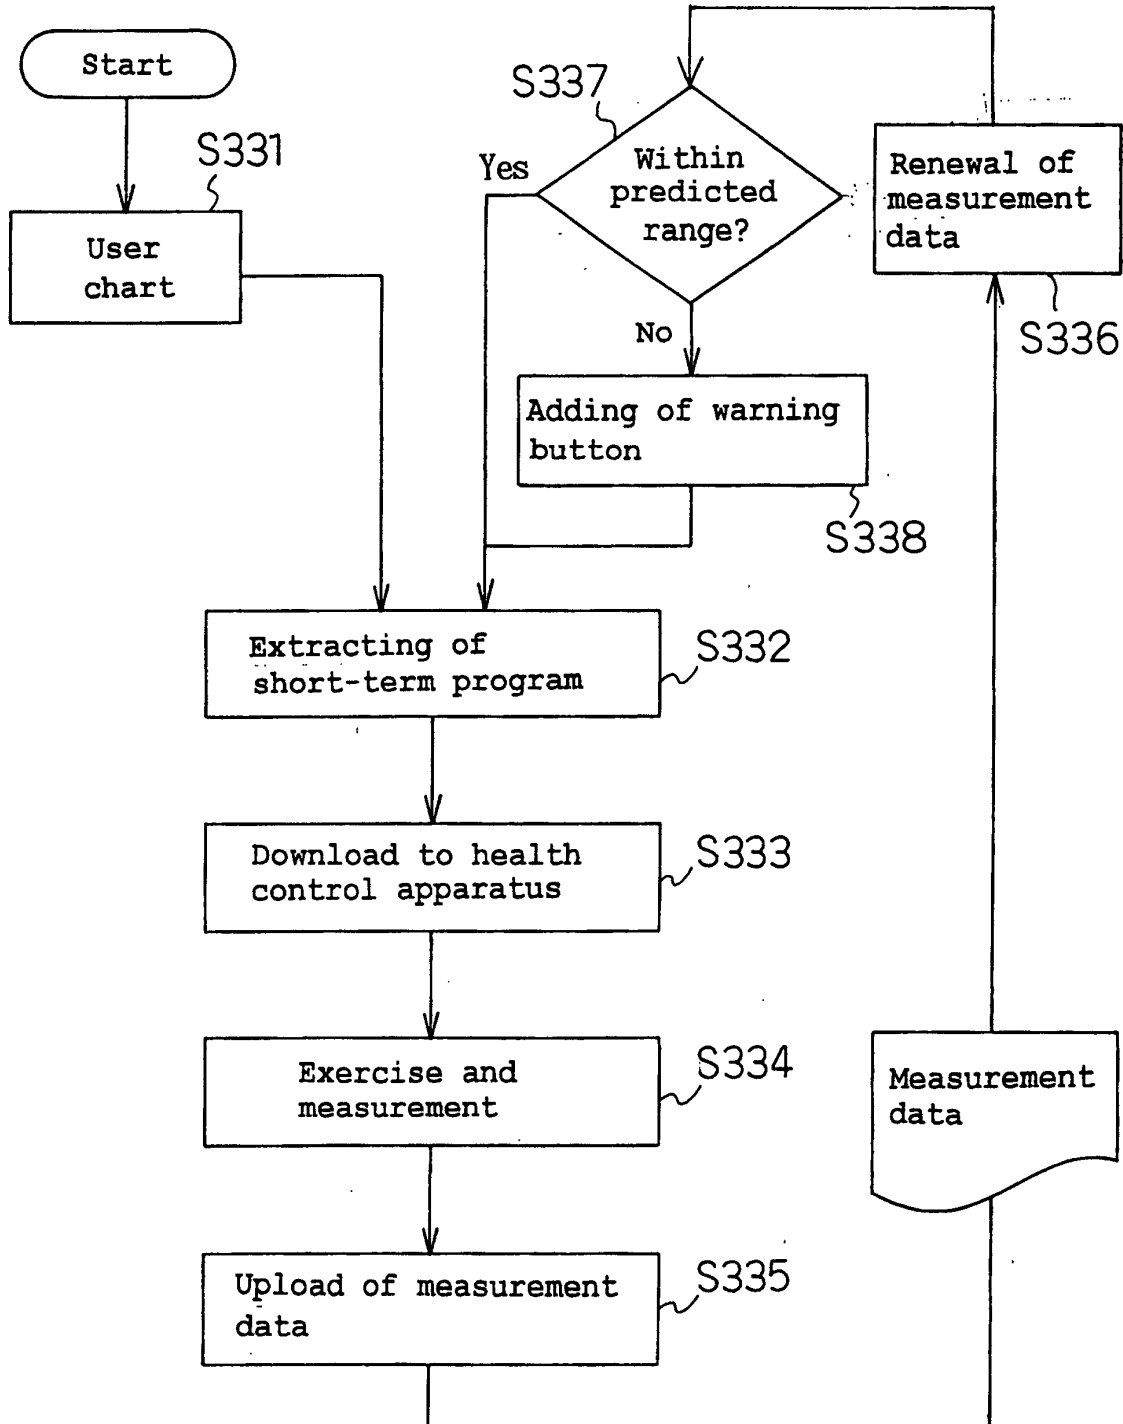 Start
S331
User
chart
S337
Within
predicted
range?
Yes
No
Renewal of
measurement
data
S336
Adding of warning
button
S338
Extracting of
short-term program
S332
Download to health
control apparatus
S333
Exercise and
measurement
S334
Measurement
data
Upload of measurement
data
S335